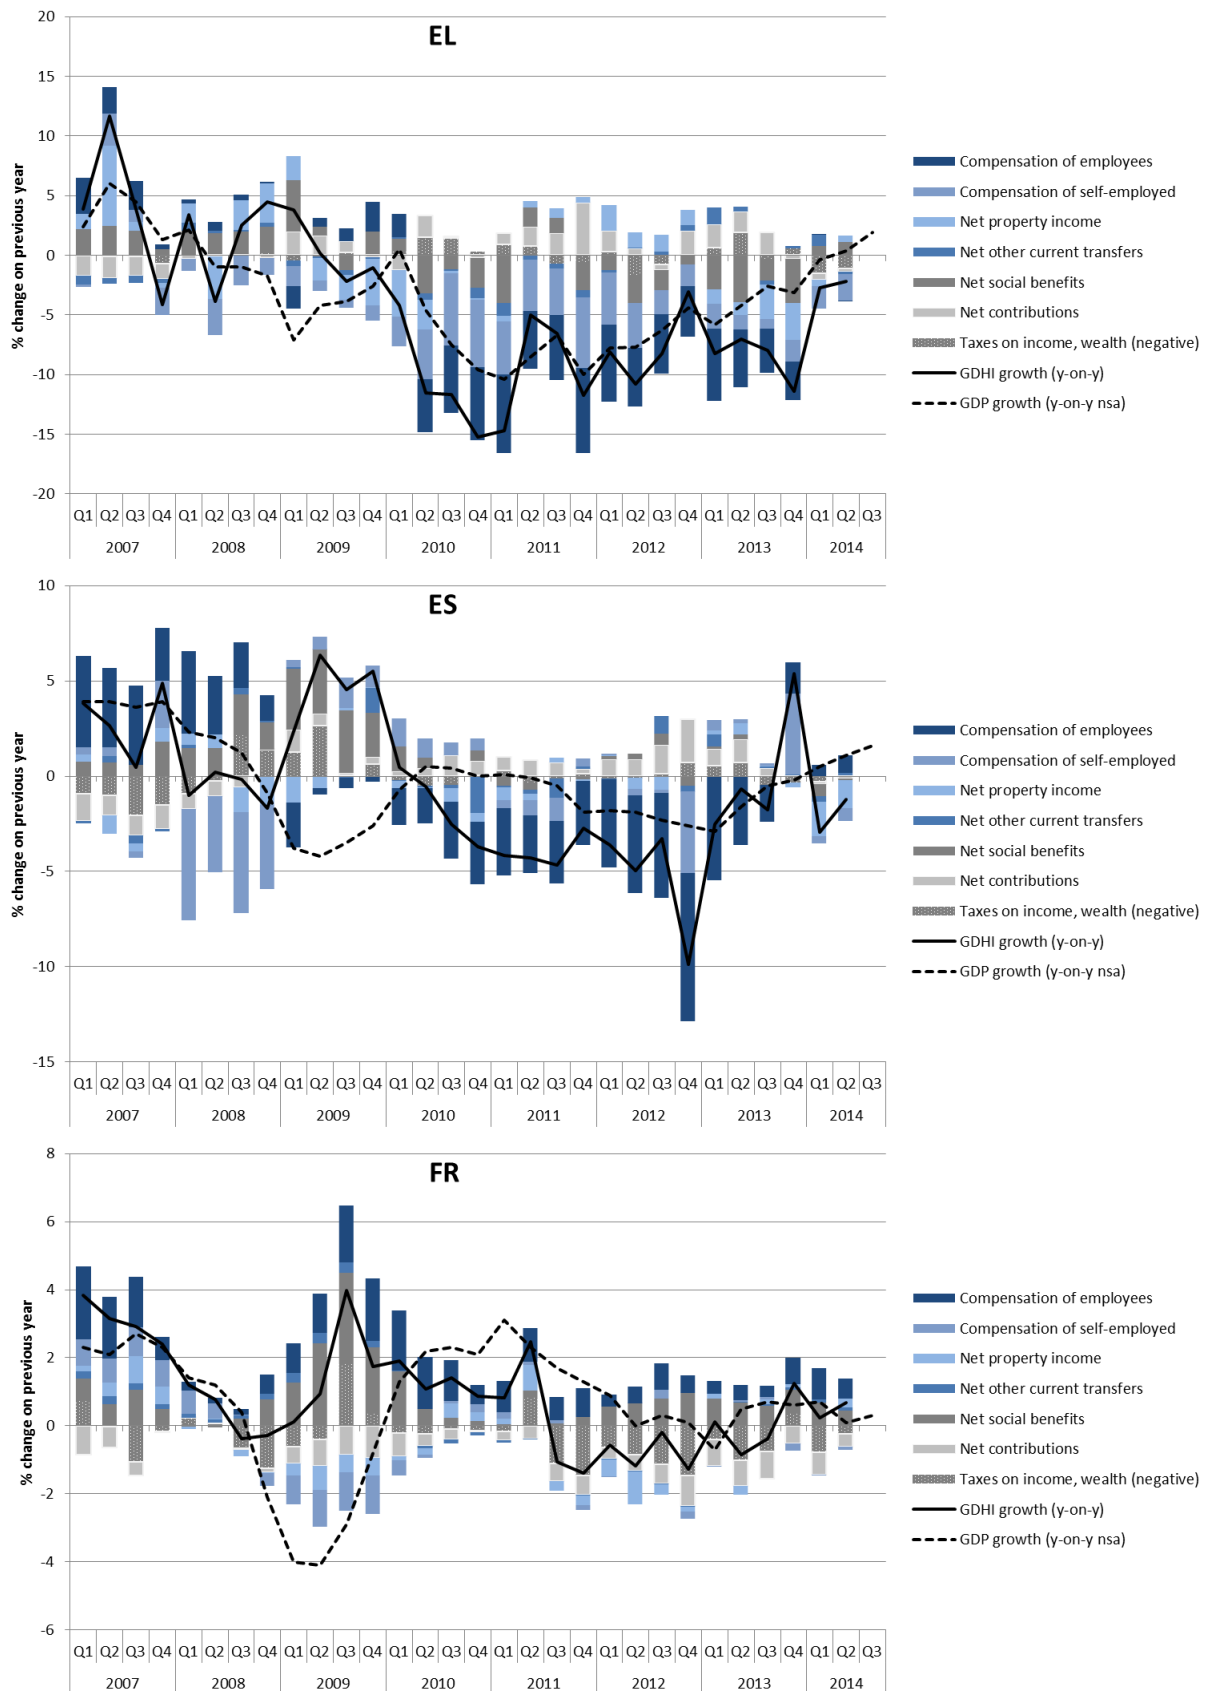 EL
% change on previous year
20
15
10
5
0
-5
-10
-15
-20
Q1 Q2 Q3 Q4 Q1 Q2 Q3 Q4 Q1 Q2 Q3 Q4 Q1 Q2 Q3 Q4 Q1 Q2 Q3 Q4 Q1 Q2 Q3 Q4 Q1 Q2 Q3 Q4 Q1 Q2 Q3
2007 2008 2009 2010 2011 2012 2013 2014
Compensation of employees
Compensation of self-employed
Net property income
Net other current transfers
Net social benefits
Net contributions
Taxes on income, wealth (negative)
GDHI growth (y-on-y)
GDP growth (y-on-y nsa)
ES
% change on previous year
10
5
0
-5
-10
-15
Q1 Q2 Q3 Q4 Q1 Q2 Q3 Q4 Q1 Q2 Q3 Q4 Q1 Q2 Q3 Q4 Q1 Q2 Q3 Q4 Q1 Q2 Q3 Q4 Q1 Q2 Q3 Q4 Q1 Q2 Q3
2007 2008 2009 2010 2011 2012 2013 2014
Compensation of employees
Compensation of self-employed
Net property income
Net other current transfers
Net social benefits
Net contributions
Taxes on income, wealth (negative)
GDHI growth (y-on-y)
GDP growth (y-on-y nsa)
FR
% change on previous year
8
6
4
2
0
-2
-4
-6
Q1 Q2 Q3 Q4 Q1 Q2 Q3 Q4 Q1 Q2 Q3 Q4 Q1 Q2 Q3 Q4 Q1 Q2 Q3 Q4 Q1 Q2 Q3 Q4 Q1 Q2 Q3 Q4 Q1 Q2 Q3
2007 2008 2009 2010 2011 2012 2013 2014
Compensation of employees
Compensation of self-employed
Net property income
Net other current transfers
Net social benefits
Net contributions
Taxes on income, wealth (negative)
GDHI growth (y-on-y)
GDP growth (y-on-y nsa)